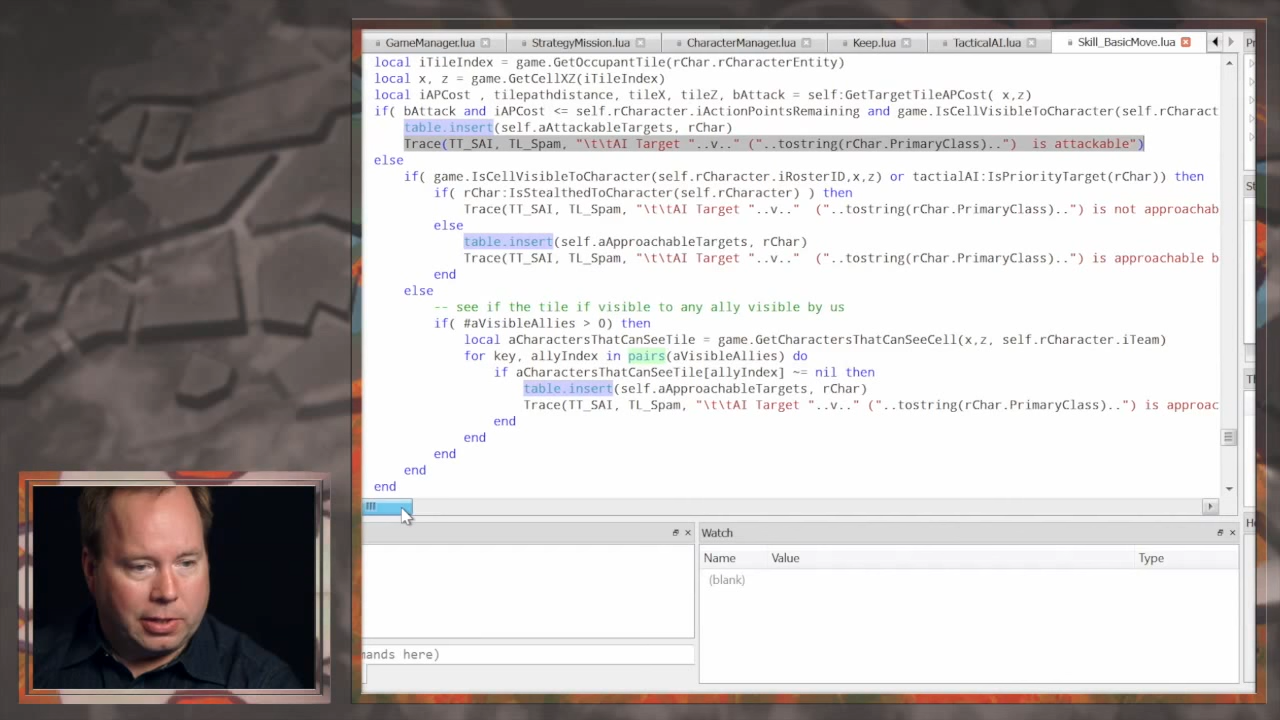 GameManager.lua StrategyMission.lua CharacterManager.lua Keep.lua TacticalAI.lua Skill_BasicMove.lua Pr
local iTileIndex = game.GetOccupantTile(rChar.rCharacterEntity)
local x, z = game.GetCellXZ(iTileIndex)
local iAPCost , tilepathdistance, tileX, tileZ, bAttack = self:GetTargetTileAPCost( x,z)
if( bAttack and iAPCost <= self.rCharacter.iActionPointsRemaining and game.IsCellVisibleToCharacter(self.rCharact
table.insert(self.aAttackableTargets, rChar)
Trace(TT_SAI, TL_Spam, "\t\tAI Target "..v.." ("..tostring(rChar.PrimaryClass)..")  is attackable")
else
if( game.IsCellVisibleToCharacter(self.rCharacter.iRosterID,x,z) or tactialAI:IsPriorityTarget(rChar)) then
if( rChar:IsStealthedToCharacter(self.rCharacter) ) then
Trace(TT_SAI, TL_Spam, "\t\tAI Target "..v.."  ("..tostring(rChar.PrimaryClass)..") is not approachab
else
table.insert(self.aApproachableTargets, rChar)
Trace(TT_SAI, TL_Spam, "\t\tAI Target "..v.."  ("..tostring(rChar.PrimaryClass)..") is approachable b
end
else
-- see if the tile if visible to any ally visible by us
if( #aVisibleAllies > 0) then
local aCharactersThatCanSeeTile = game.GetCharactersThatCanSeeCell(x,z, self.rCharacter.iTeam)
for key, allyIndex in pairs(aVisibleAllies) do
if aCharactersThatCanSeeTile[allyIndex] ~= nil then
table.insert(self.aApproachableTargets, rChar)
Trace(TT_SAI, TL_Spam, "\t\tAI Target "..v.." ("..tostring(rChar.PrimaryClass)..") is approac
end
end
end
end
end
Watch
Name Value Type
(blank)
mands here)